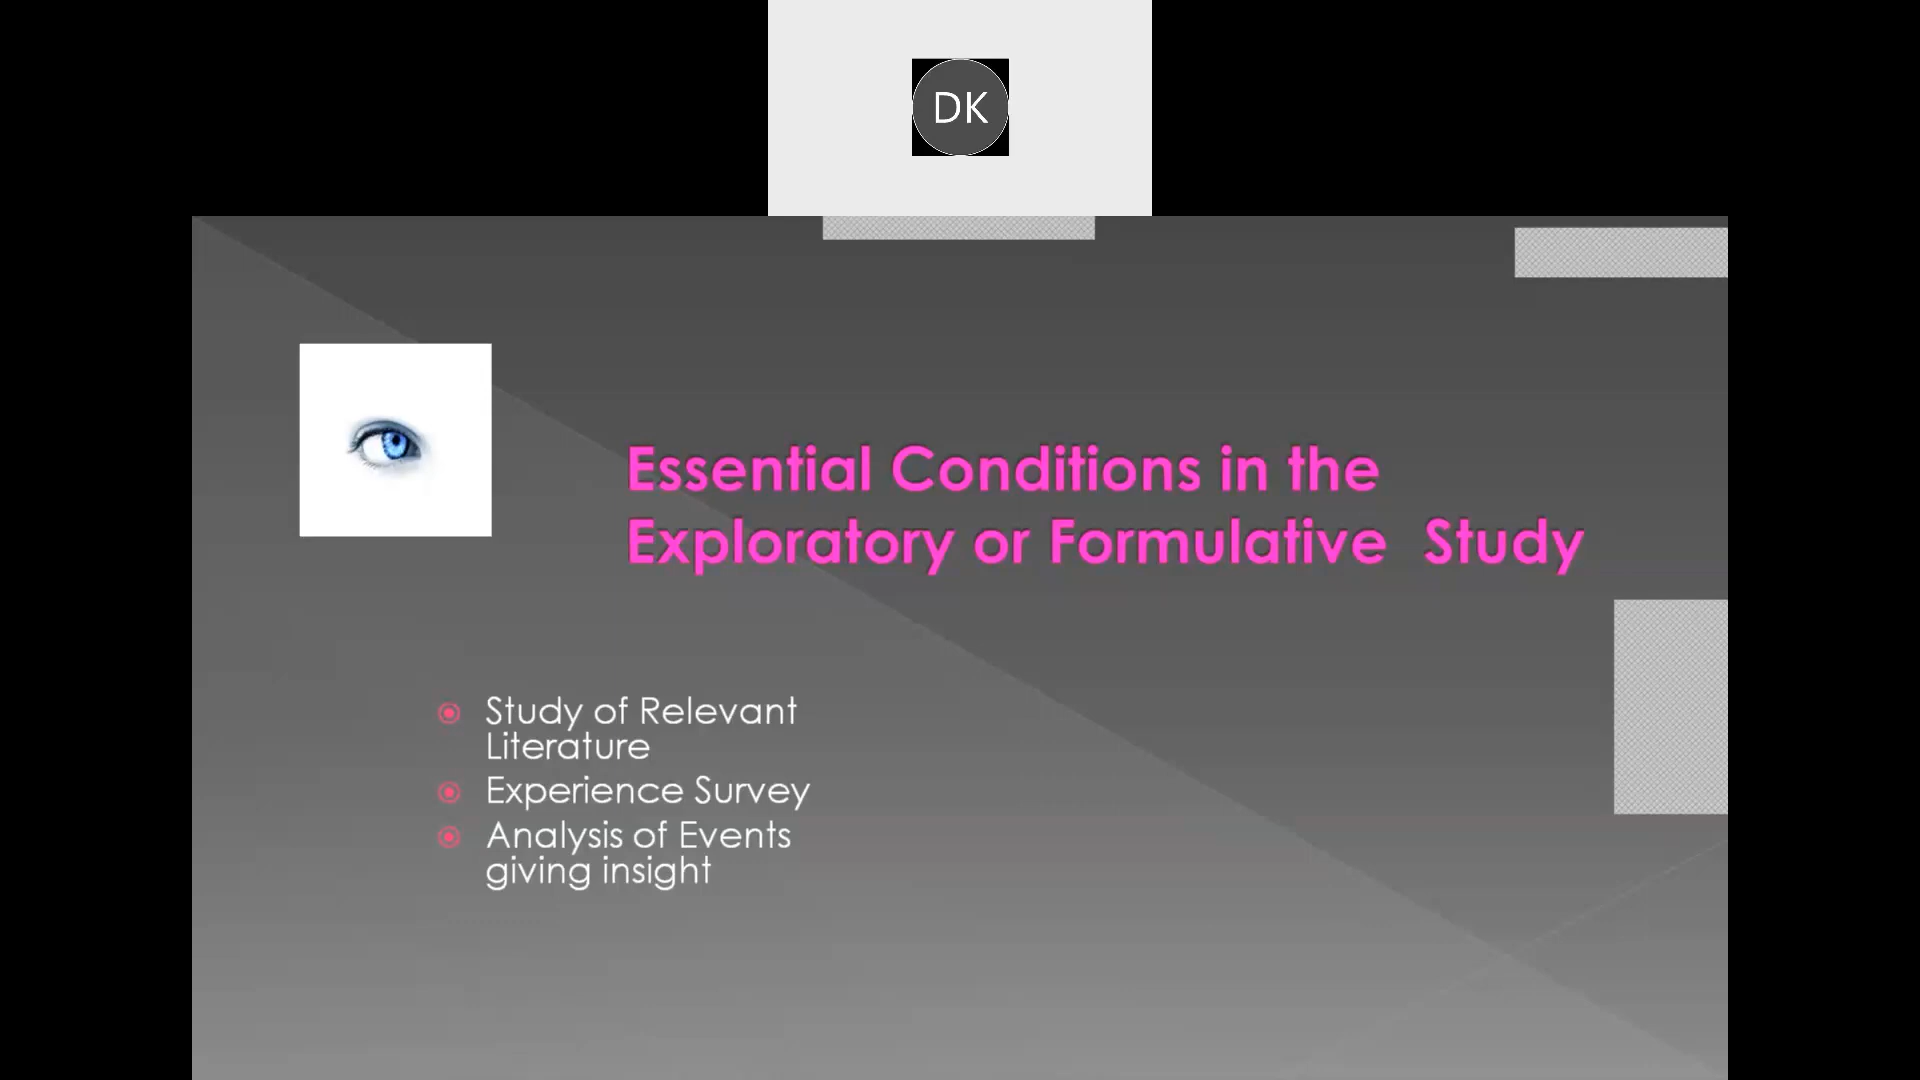 DK
Essential Conditions in the
Exploratory or Formulative  Study
Study of Relevant
Literature
Experience Survey
Analysis of Events
giving insight